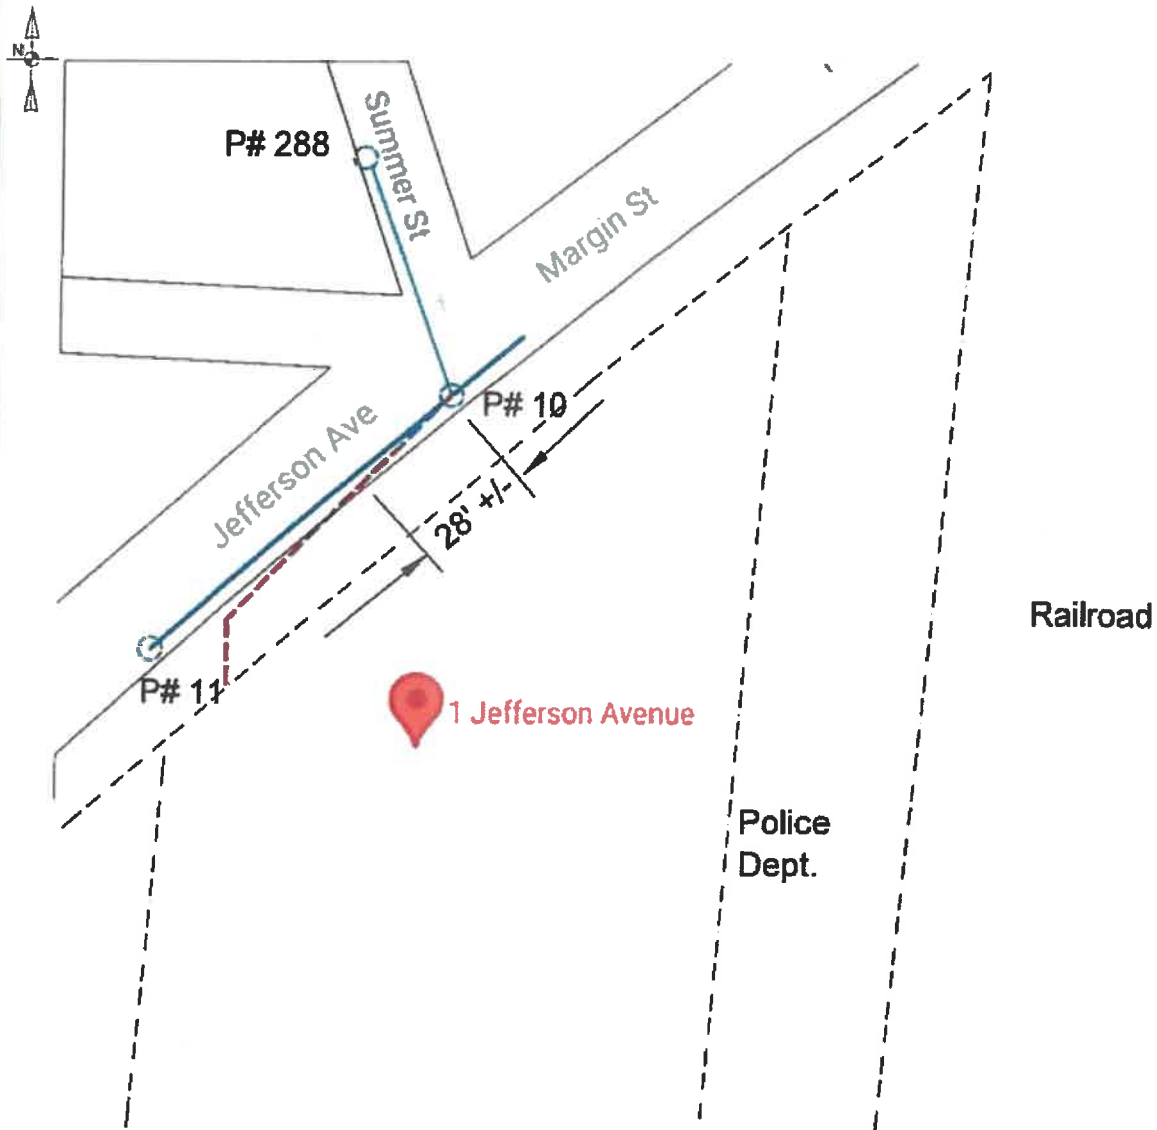 N
P# 288
Summer St
Margin St
P# 10
Jefferson Ave
28' +/-
Railroad
P# 11
1 Jefferson Avenue
Police
Dept.